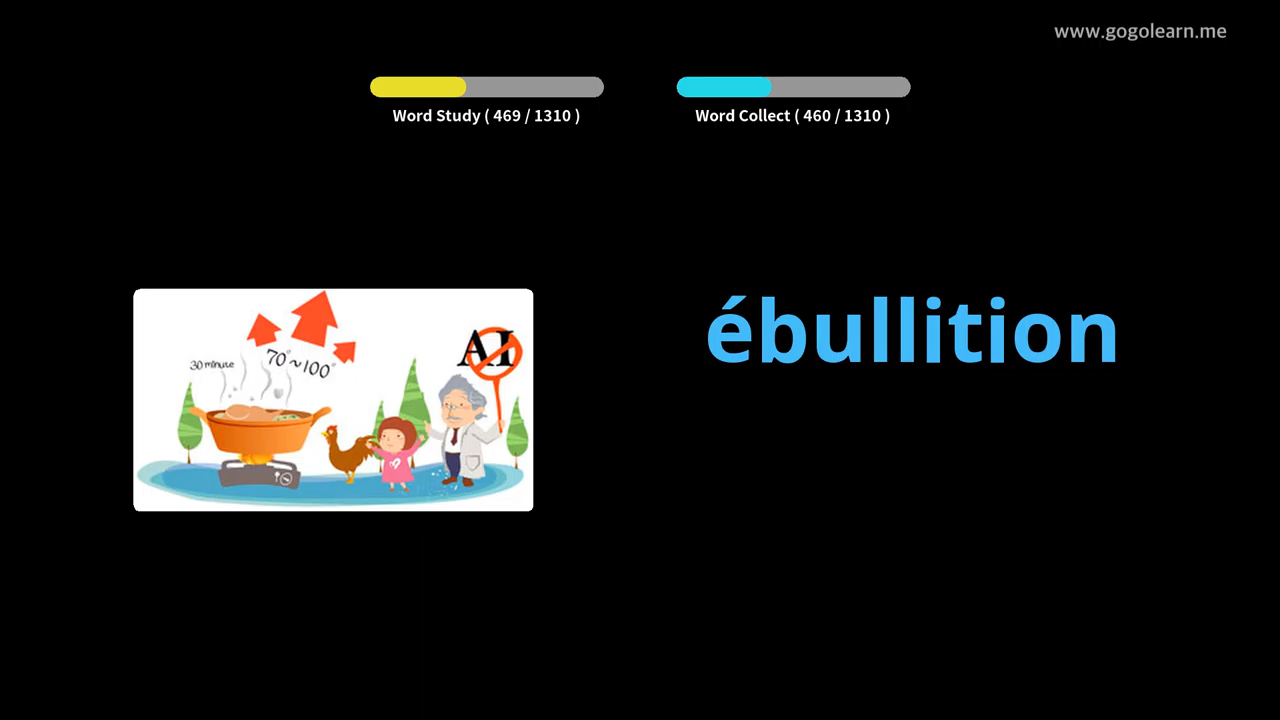 www.gogolearn.me
Word Study ( 469 / 1310 )
Word Collect ( 460 / 1310 )
ébullition
30 minute
70°~100°
AI